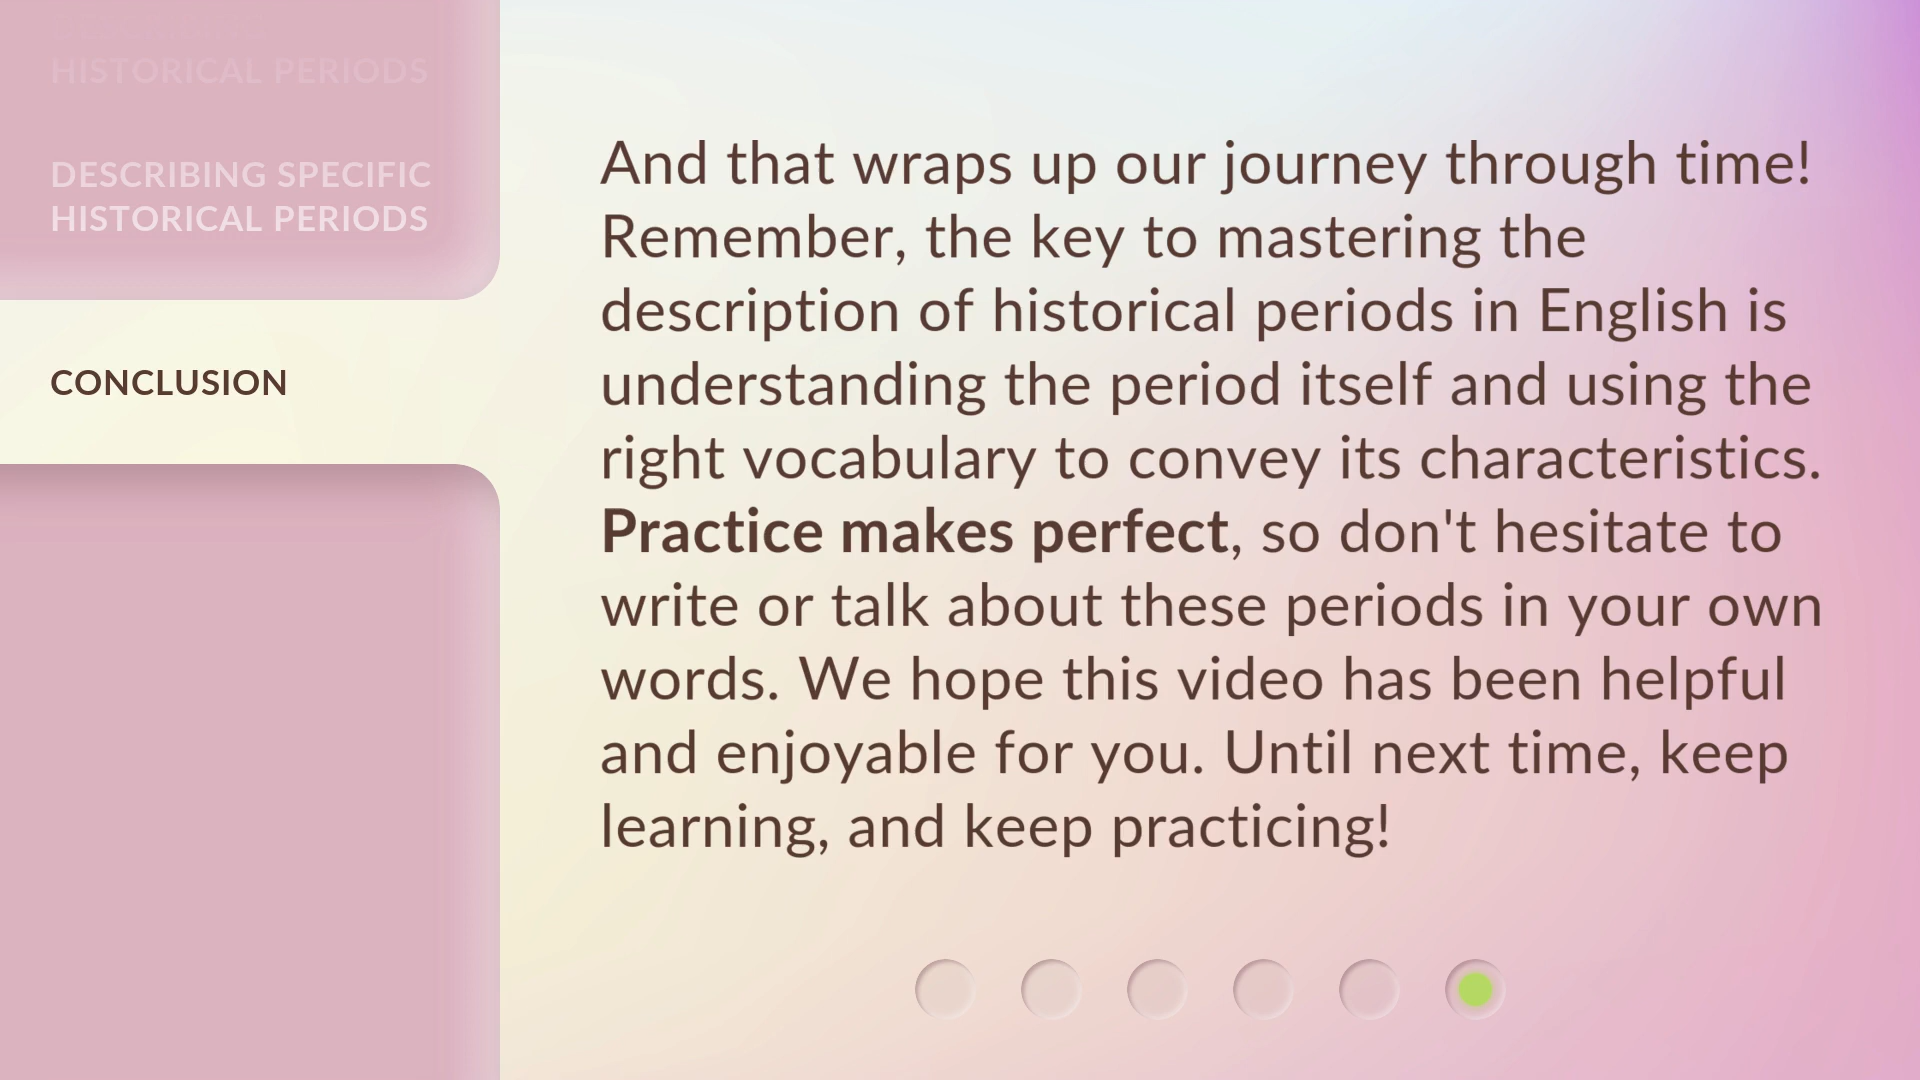 DESCRIBING
HISTORICAL PERIODS
DESCRIBING SPECIFIC
HISTORICAL PERIODS
CONCLUSION
And that wraps up our journey through time!
Remember, the key to mastering the
description of historical periods in English is
understanding the period itself and using the
right vocabulary to convey its characteristics.
Practice makes perfect, so don't hesitate to
write or talk about these periods in your own
words. We hope this video has been helpful
and enjoyable for you. Until next time, keep
learning, and keep practicing!